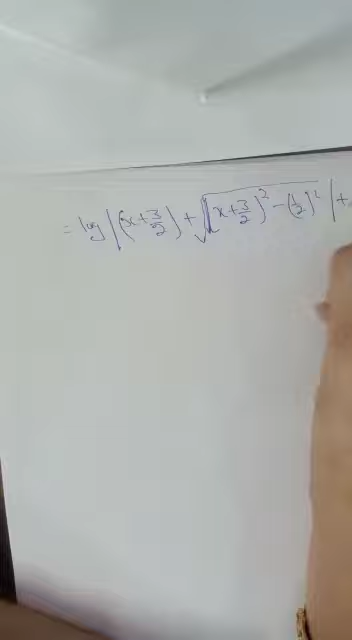 = log |(x + 3/2) + √((x + 3/2)² - (1/2)²) | +